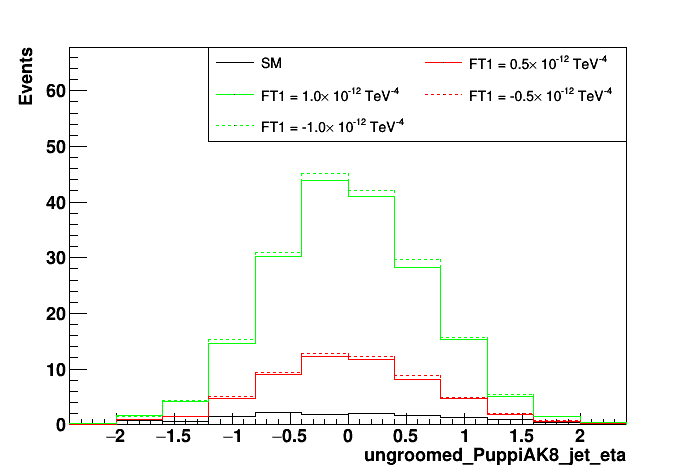 Events
60
50
40
30
20
10
0
SM
FT1 = 0.5× 10⁻¹² TeV⁻⁴
FT1 = 1.0× 10⁻¹² TeV⁻⁴
FT1 = -0.5× 10⁻¹² TeV⁻⁴
FT1 = -1.0× 10⁻¹² TeV⁻⁴
−2 −1.5 −1 −0.5 0 0.5 1 1.5 2
ungroomed_PuppiAK8_jet_eta